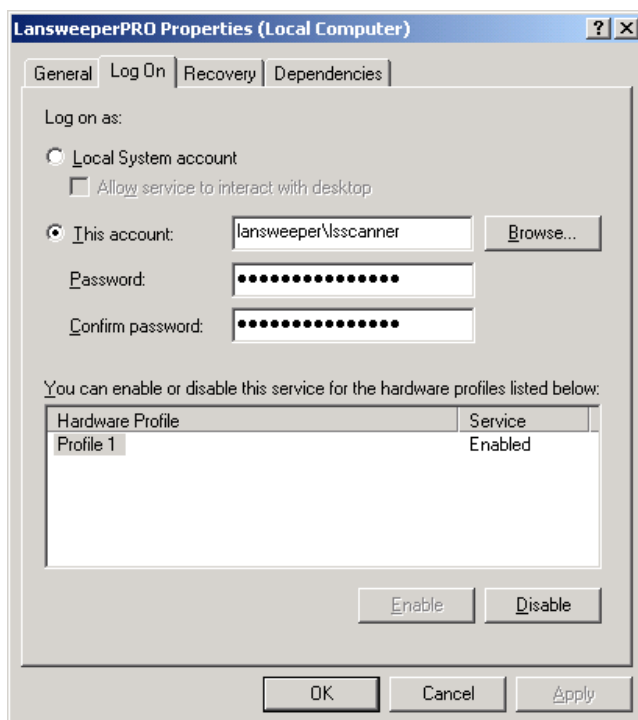 LansweeperPRO Properties (Local Computer)
General Log On Recovery Dependencies
Log on as:
Local System account
Allow service to interact with desktop
This account: lansweeper\lsscanner Browse...
Password: ●●●●●●●●●●●●●●●
Confirm password: ●●●●●●●●●●●●●●●
You can enable or disable this service for the hardware profiles listed below:
Hardware Profile Service
Profile 1 Enabled
Enable Disable
OK Cancel Apply